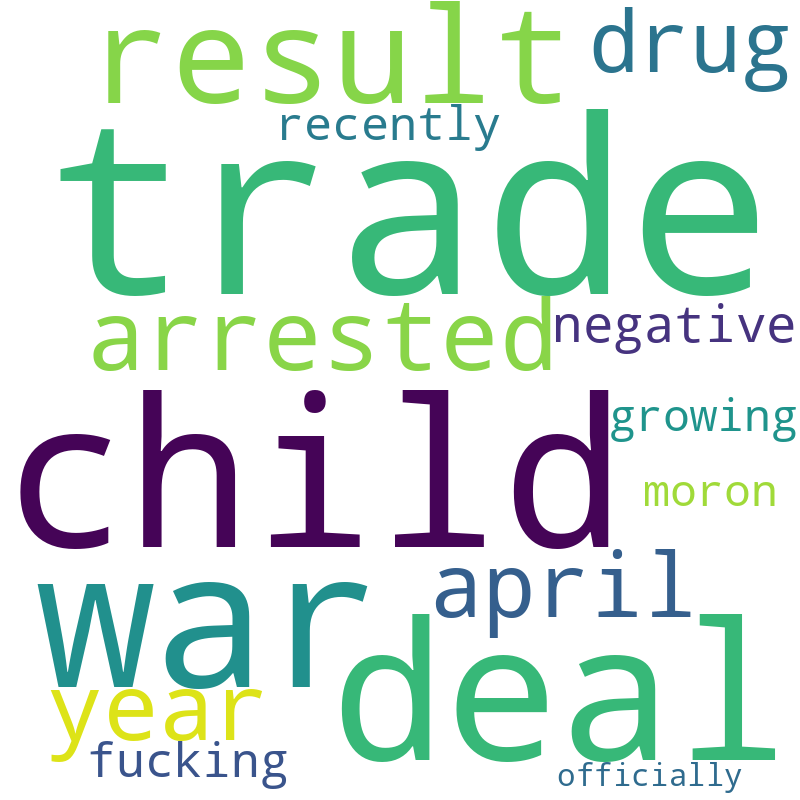 result drug
recently
trade
arrested negative
child growing
moron
war april
year deal
fucking officially